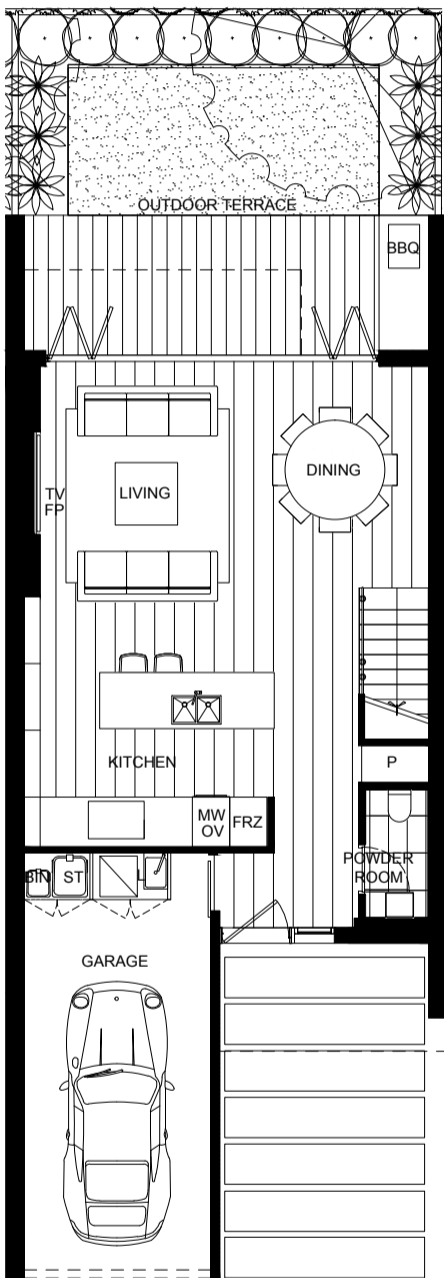 OUTDOOR TERRACE
BBQ
DINING
TV
FP
LIVING
KITCHEN
P
MW
OV
FRZ
POWDER
ROOM
BIN
ST
GARAGE